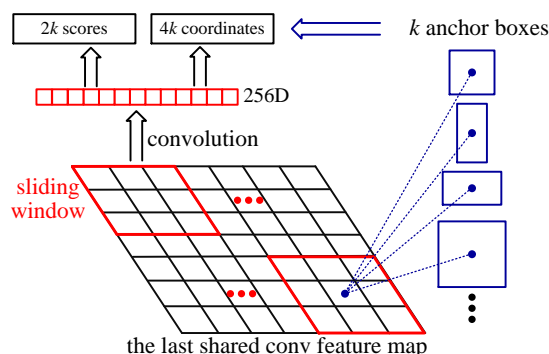 2k scores
4k coordinates
k anchor boxes
256D
convolution
sliding
window
the last shared conv feature map